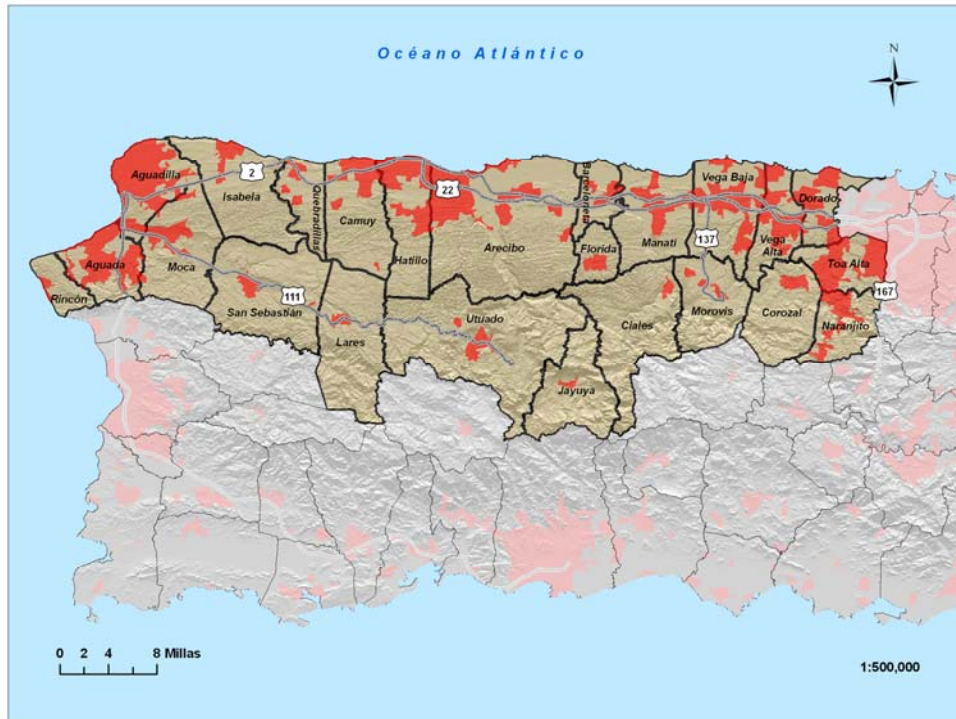 Océano Atlántico
N
Aguadilla
2
Isabela
Quebradillas
Camuy
Hatillo
22
Arecibo
Barceloneta
Florida
Manatí
Vega Baja
137
Vega
Alta
Dorado
Toa Alta
167
Aguada
Moca
Rincón
San Sebastián
111
Lares
Utuado
Jayuya
Ciales
Morovis
Corozal
Naranjito
0 2 4 8 Millas
1:500,000